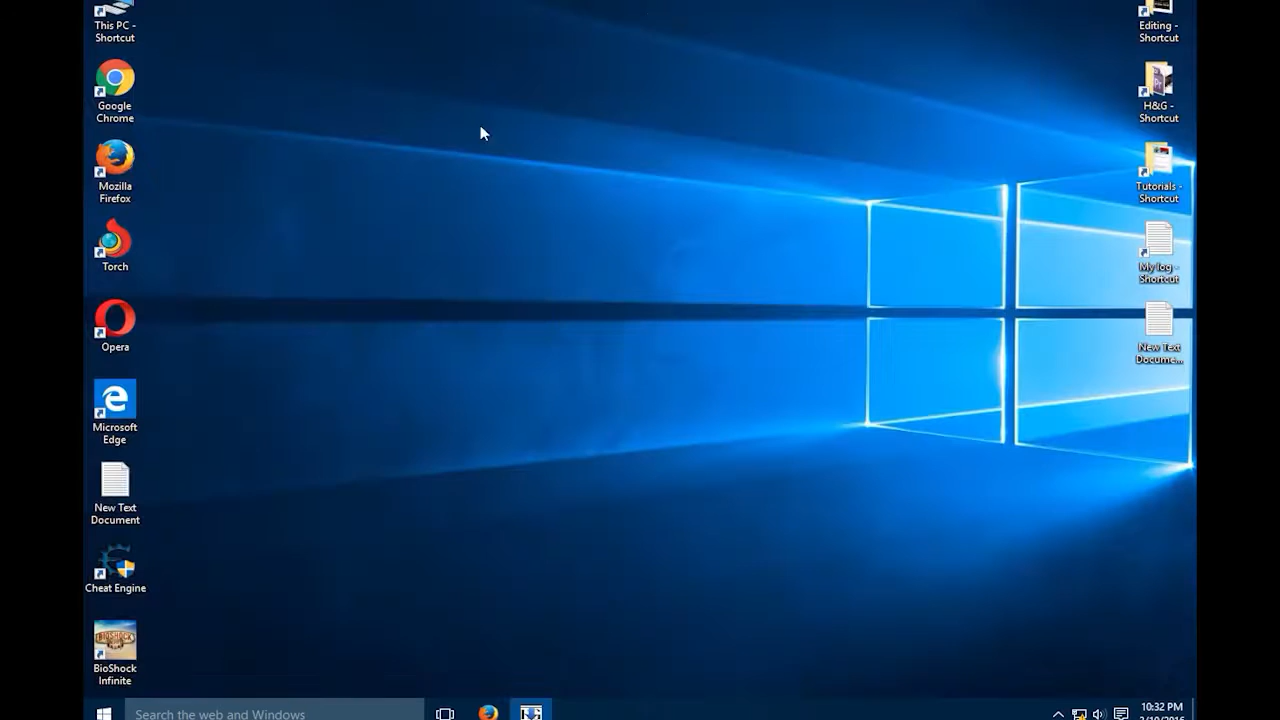 This PC -
Shortcut
Google
Chrome
Mozilla
Firefox
Torch
Opera
Microsoft
Edge
New Text
Document
Cheat Engine
BIOSHOCK
BioShock
Infinite
Editing -
Shortcut
H&G -
Shortcut
Tutorials -
Shortcut
My log -
Shortcut
New Text
Docume...
Search the web and Windows
10:32 PM